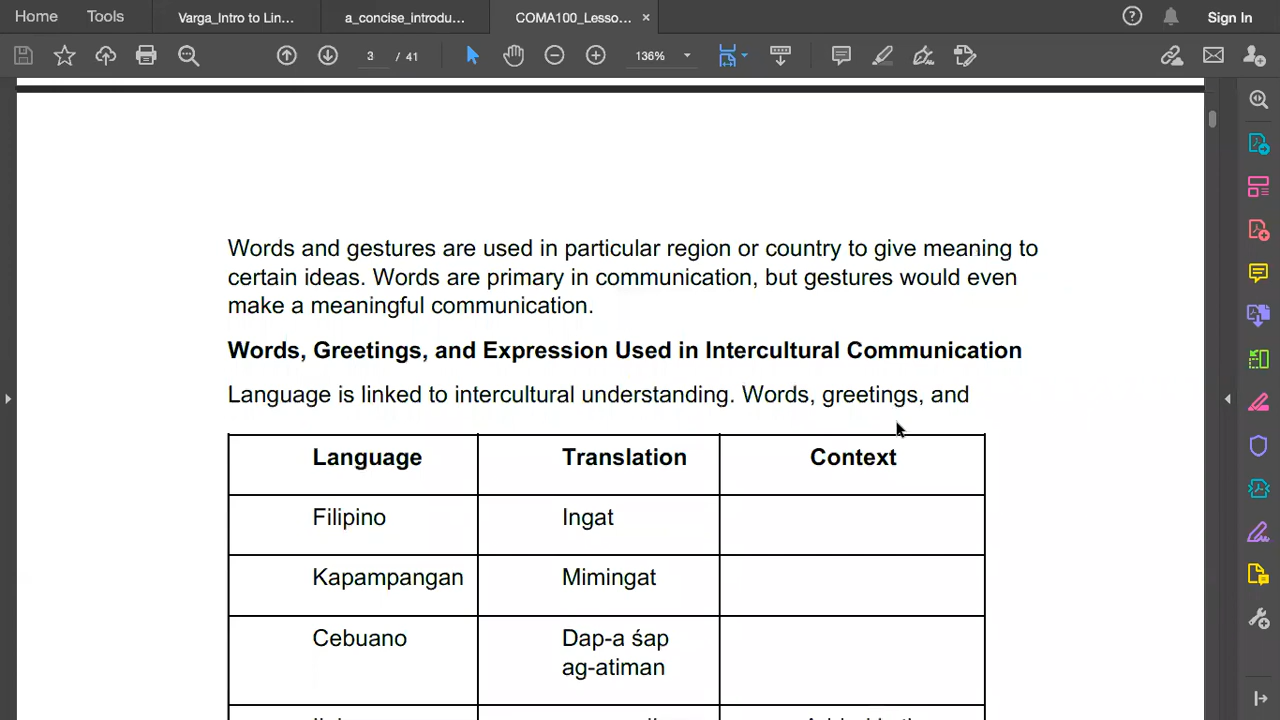 Home Tools Varga_Intro to Lin... a_concise_introdu... COMA100_Lesso... × Sign In
3 / 41 136%
Words and gestures are used in particular region or country to give meaning to
certain ideas. Words are primary in communication, but gestures would even
make a meaningful communication.
Words, Greetings, and Expression Used in Intercultural Communication
Language is linked to intercultural understanding. Words, greetings, and
Language Translation Context
Filipino Ingat
Kapampangan Mimingat
Cebuano Dap-a śap
ag-atiman